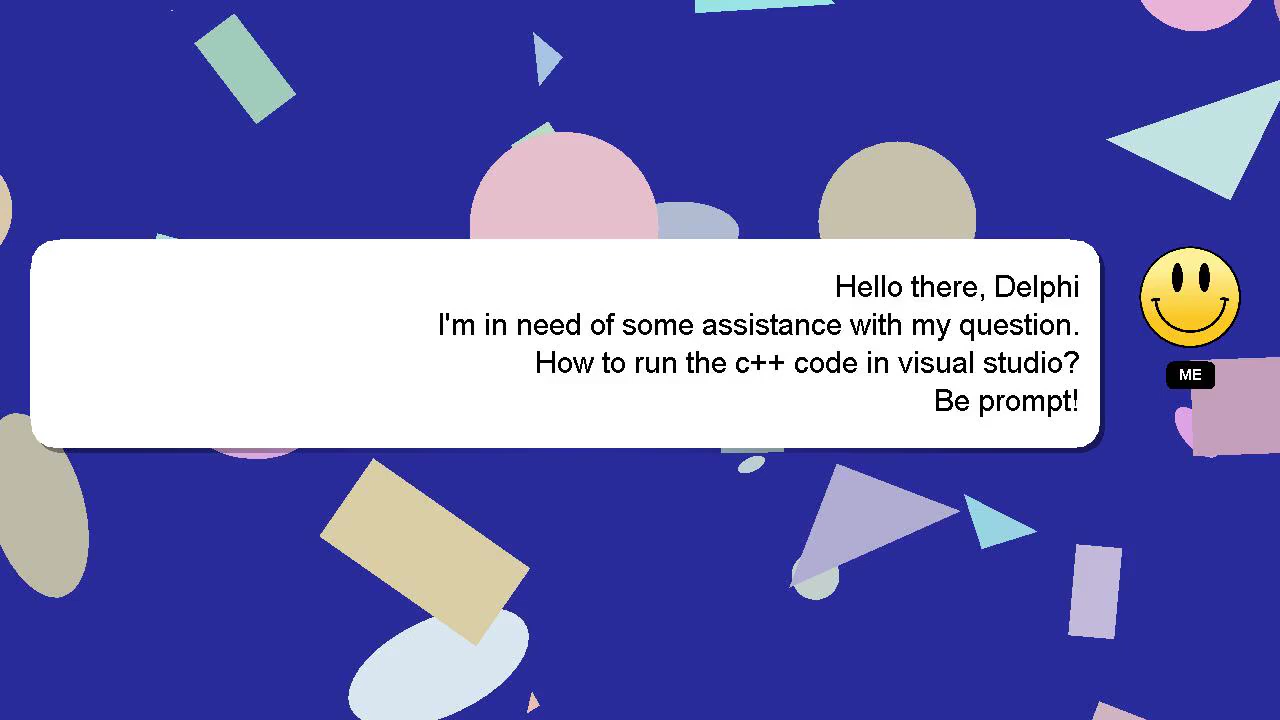 Hello there, Delphi
I'm in need of some assistance with my question.
How to run the c++ code in visual studio?
Be prompt!
ME